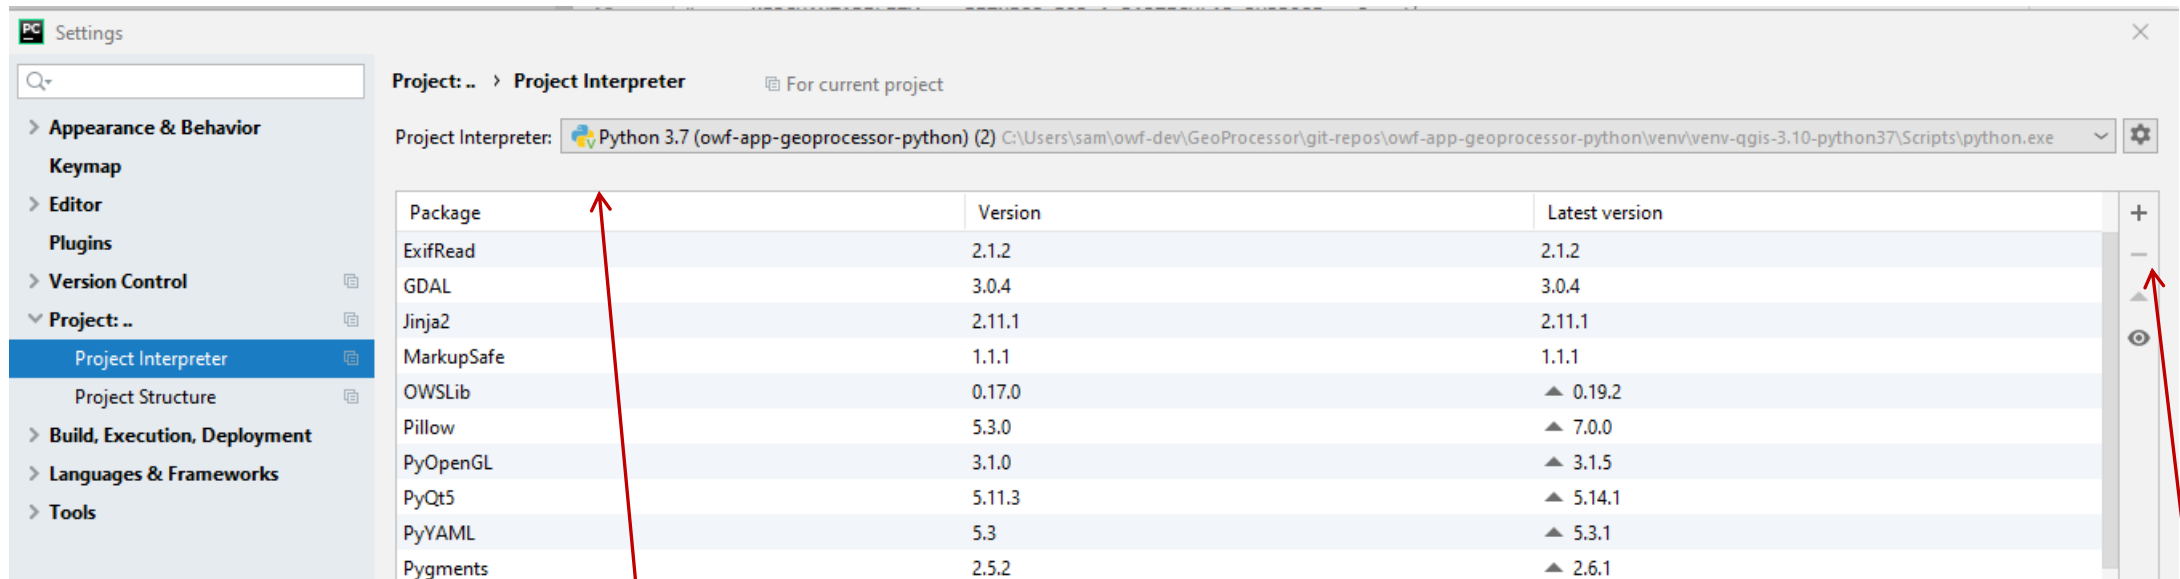 PC Settings
Project: .. › Project Interpreter For current project
Appearance & Behavior
Keymap
Editor
Plugins
Version Control
Project: ..
Project Interpreter
Project Structure
Build, Execution, Deployment
Languages & Frameworks
Tools
Project Interpreter: Python 3.7 (owf-app-geoprocessor-python) (2) C:\Users\sam\owf-dev\GeoProcessor\git-repos\owf-app-geoprocessor-python\venv\venv-qgis-3.10-python37\Scripts\python.exe
Package Version Latest version
ExifRead 2.1.2 2.1.2
GDAL 3.0.4 3.0.4
Jinja2 2.11.1 2.11.1
MarkupSafe 1.1.1 1.1.1
OWSLib 0.17.0 0.19.2
Pillow 5.3.0 7.0.0
PyOpenGL 3.1.0 3.1.5
PyQt5 5.11.3 5.14.1
PyYAML 5.3 5.3.1
Pygments 2.5.2 2.6.1